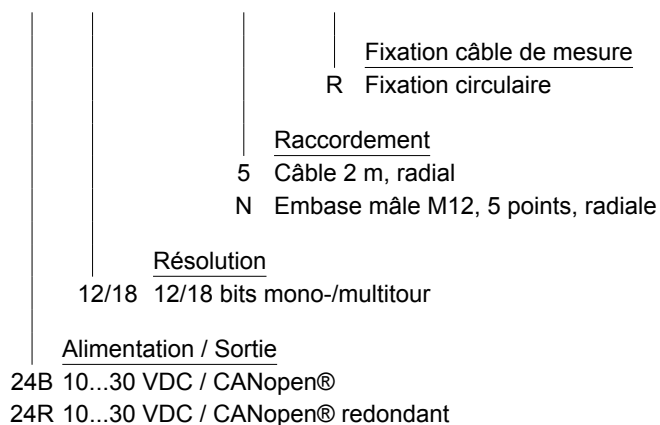 Fixation câble de mesure
R Fixation circulaire
Raccordement
5 Câble 2 m, radial
N Embase mâle M12, 5 points, radiale
Résolution
12/18 12/18 bits mono-/multitour
Alimentation / Sortie
24B 10...30 VDC / CANopen®
24R 10...30 VDC / CANopen® redondant